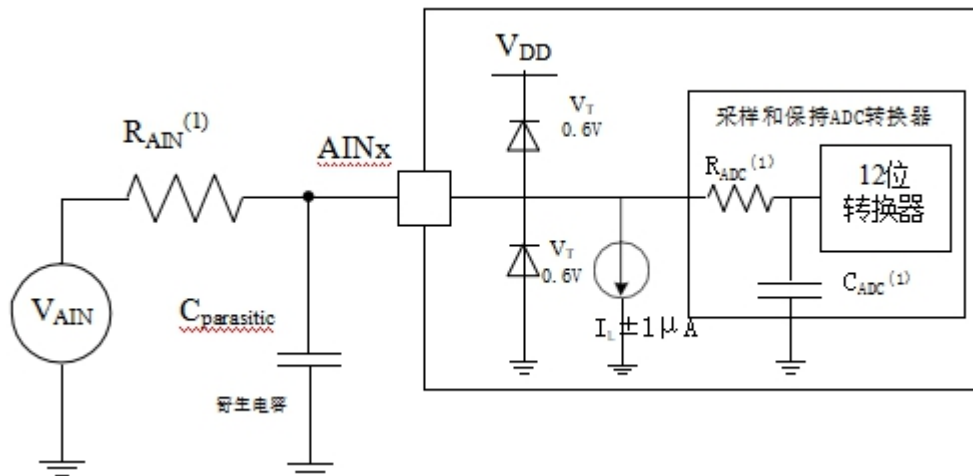 V_DD
V_T
0.6V
采样和保持ADC转换器
R_AIN^(1)
AINx
R_ADC^(1)
12位
转换器
V_T
0.6V
V_AIN
C_parasitic
C_ADC^(1)
I_L±1μA
寄生电容